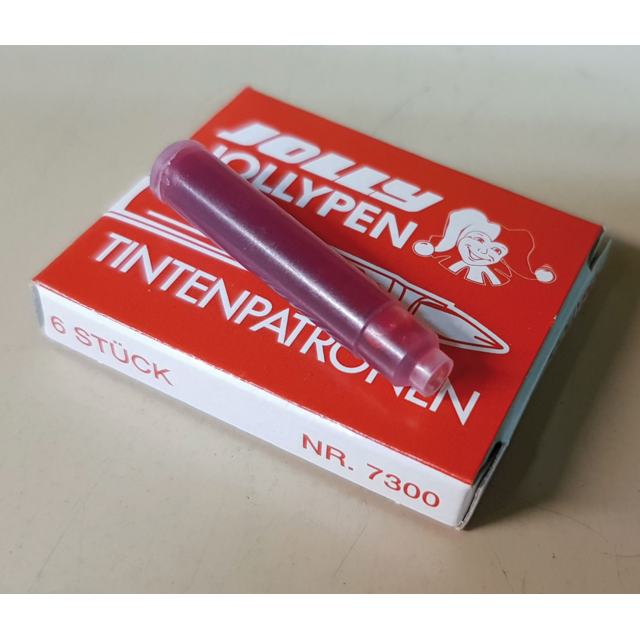 JOLLY
JOLLYPEN
TINTENPATRONEN
6 STÜCK
NR. 7300